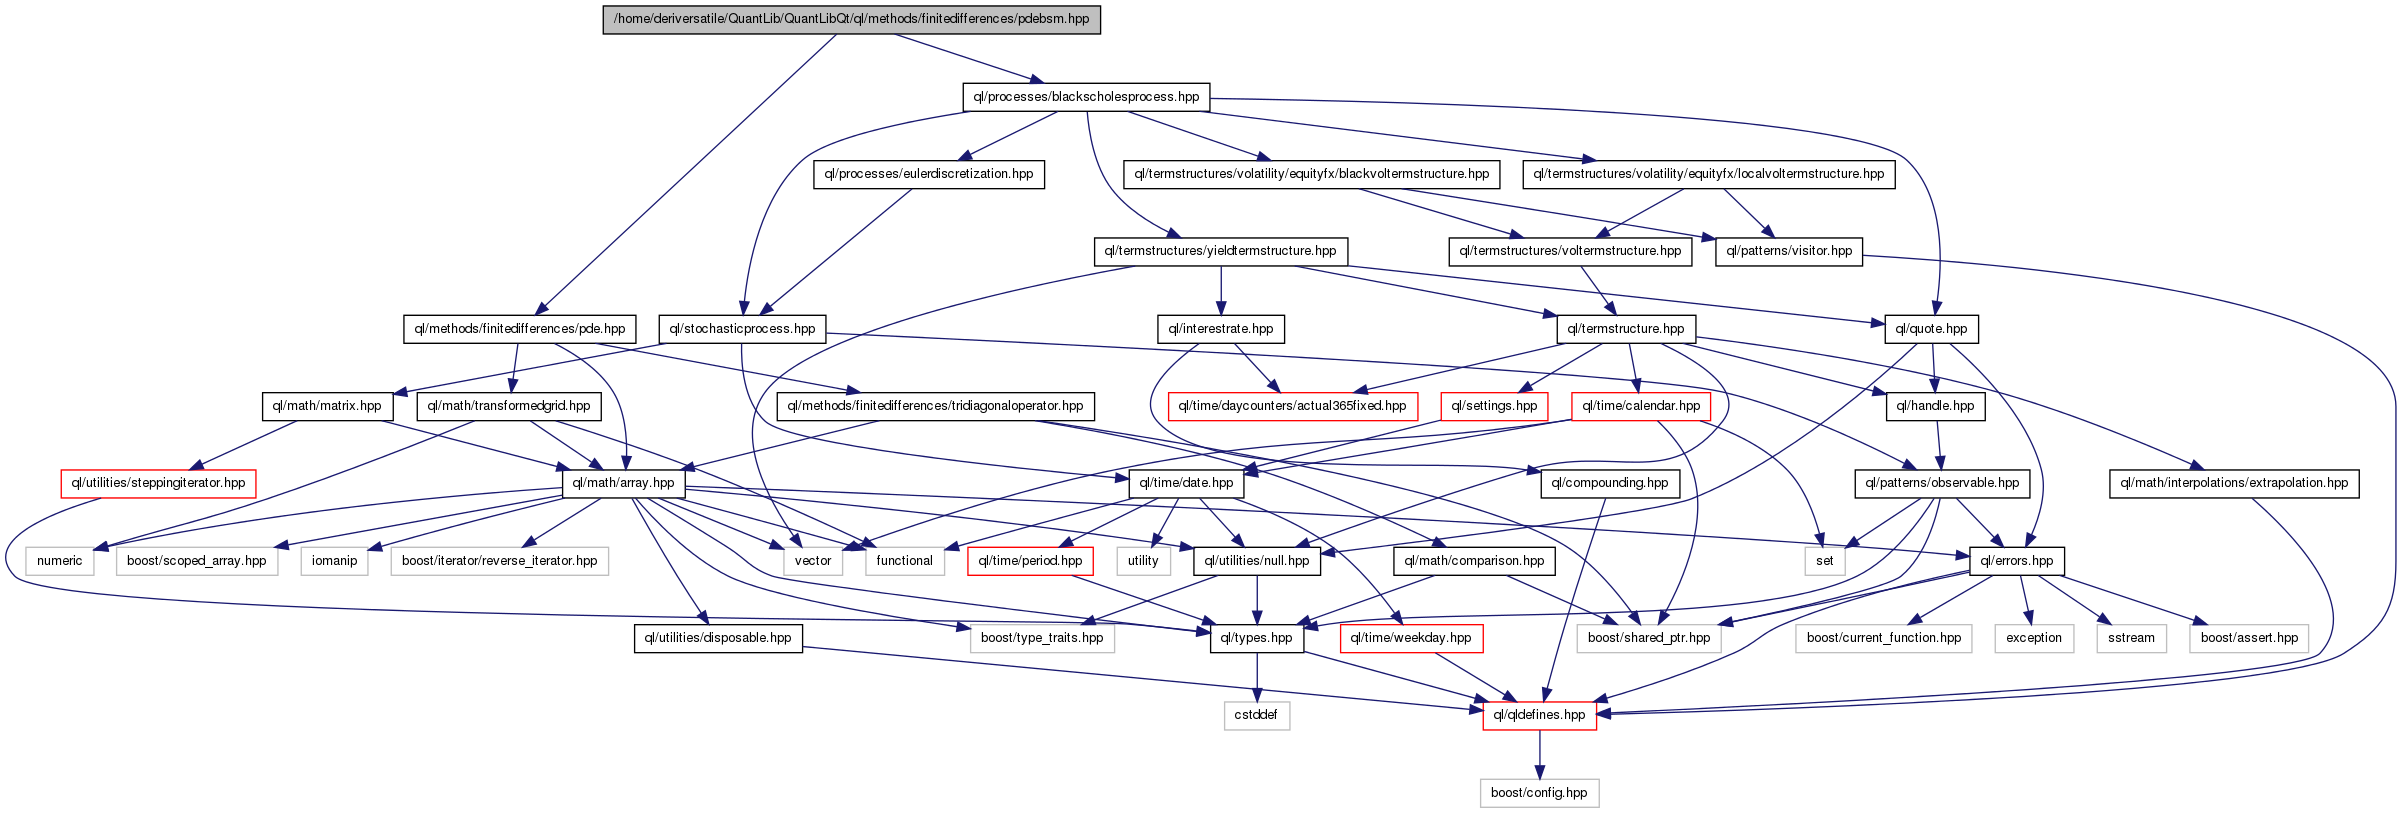 /home/deriversatile/QuantLib/QuantLibQt/ql/methods/finitedifferences/pdebsm.hpp
ql/processes/blackscholesprocess.hpp
ql/processes/eulerdiscretization.hpp
ql/termstructures/volatility/equityfx/blackvoltermstructure.hpp
ql/termstructures/volatility/equityfx/localvoltermstructure.hpp
ql/termstructures/yieldtermstructure.hpp
ql/termstructures/voltermstructure.hpp
ql/patterns/visitor.hpp
ql/methods/finitedifferences/pde.hpp
ql/stochasticprocess.hpp
ql/interestrate.hpp
ql/termstructure.hpp
ql/quote.hpp
ql/math/matrix.hpp
ql/math/transformedgrid.hpp
ql/methods/finitedifferences/tridiagonaloperator.hpp
ql/time/daycounters/actual365fixed.hpp
ql/settings.hpp
ql/time/calendar.hpp
ql/handle.hpp
ql/utilities/steppingiterator.hpp
ql/math/array.hpp
ql/time/date.hpp
ql/compounding.hpp
ql/patterns/observable.hpp
ql/math/interpolations/extrapolation.hpp
numeric
boost/scoped_array.hpp
iomanip
boost/iterator/reverse_iterator.hpp
vector
functional
ql/time/period.hpp
utility
ql/utilities/null.hpp
ql/math/comparison.hpp
set
ql/errors.hpp
ql/utilities/disposable.hpp
boost/type_traits.hpp
ql/types.hpp
ql/time/weekday.hpp
boost/shared_ptr.hpp
boost/current_function.hpp
exception
sstream
boost/assert.hpp
cstddef
ql/qldefines.hpp
boost/config.hpp